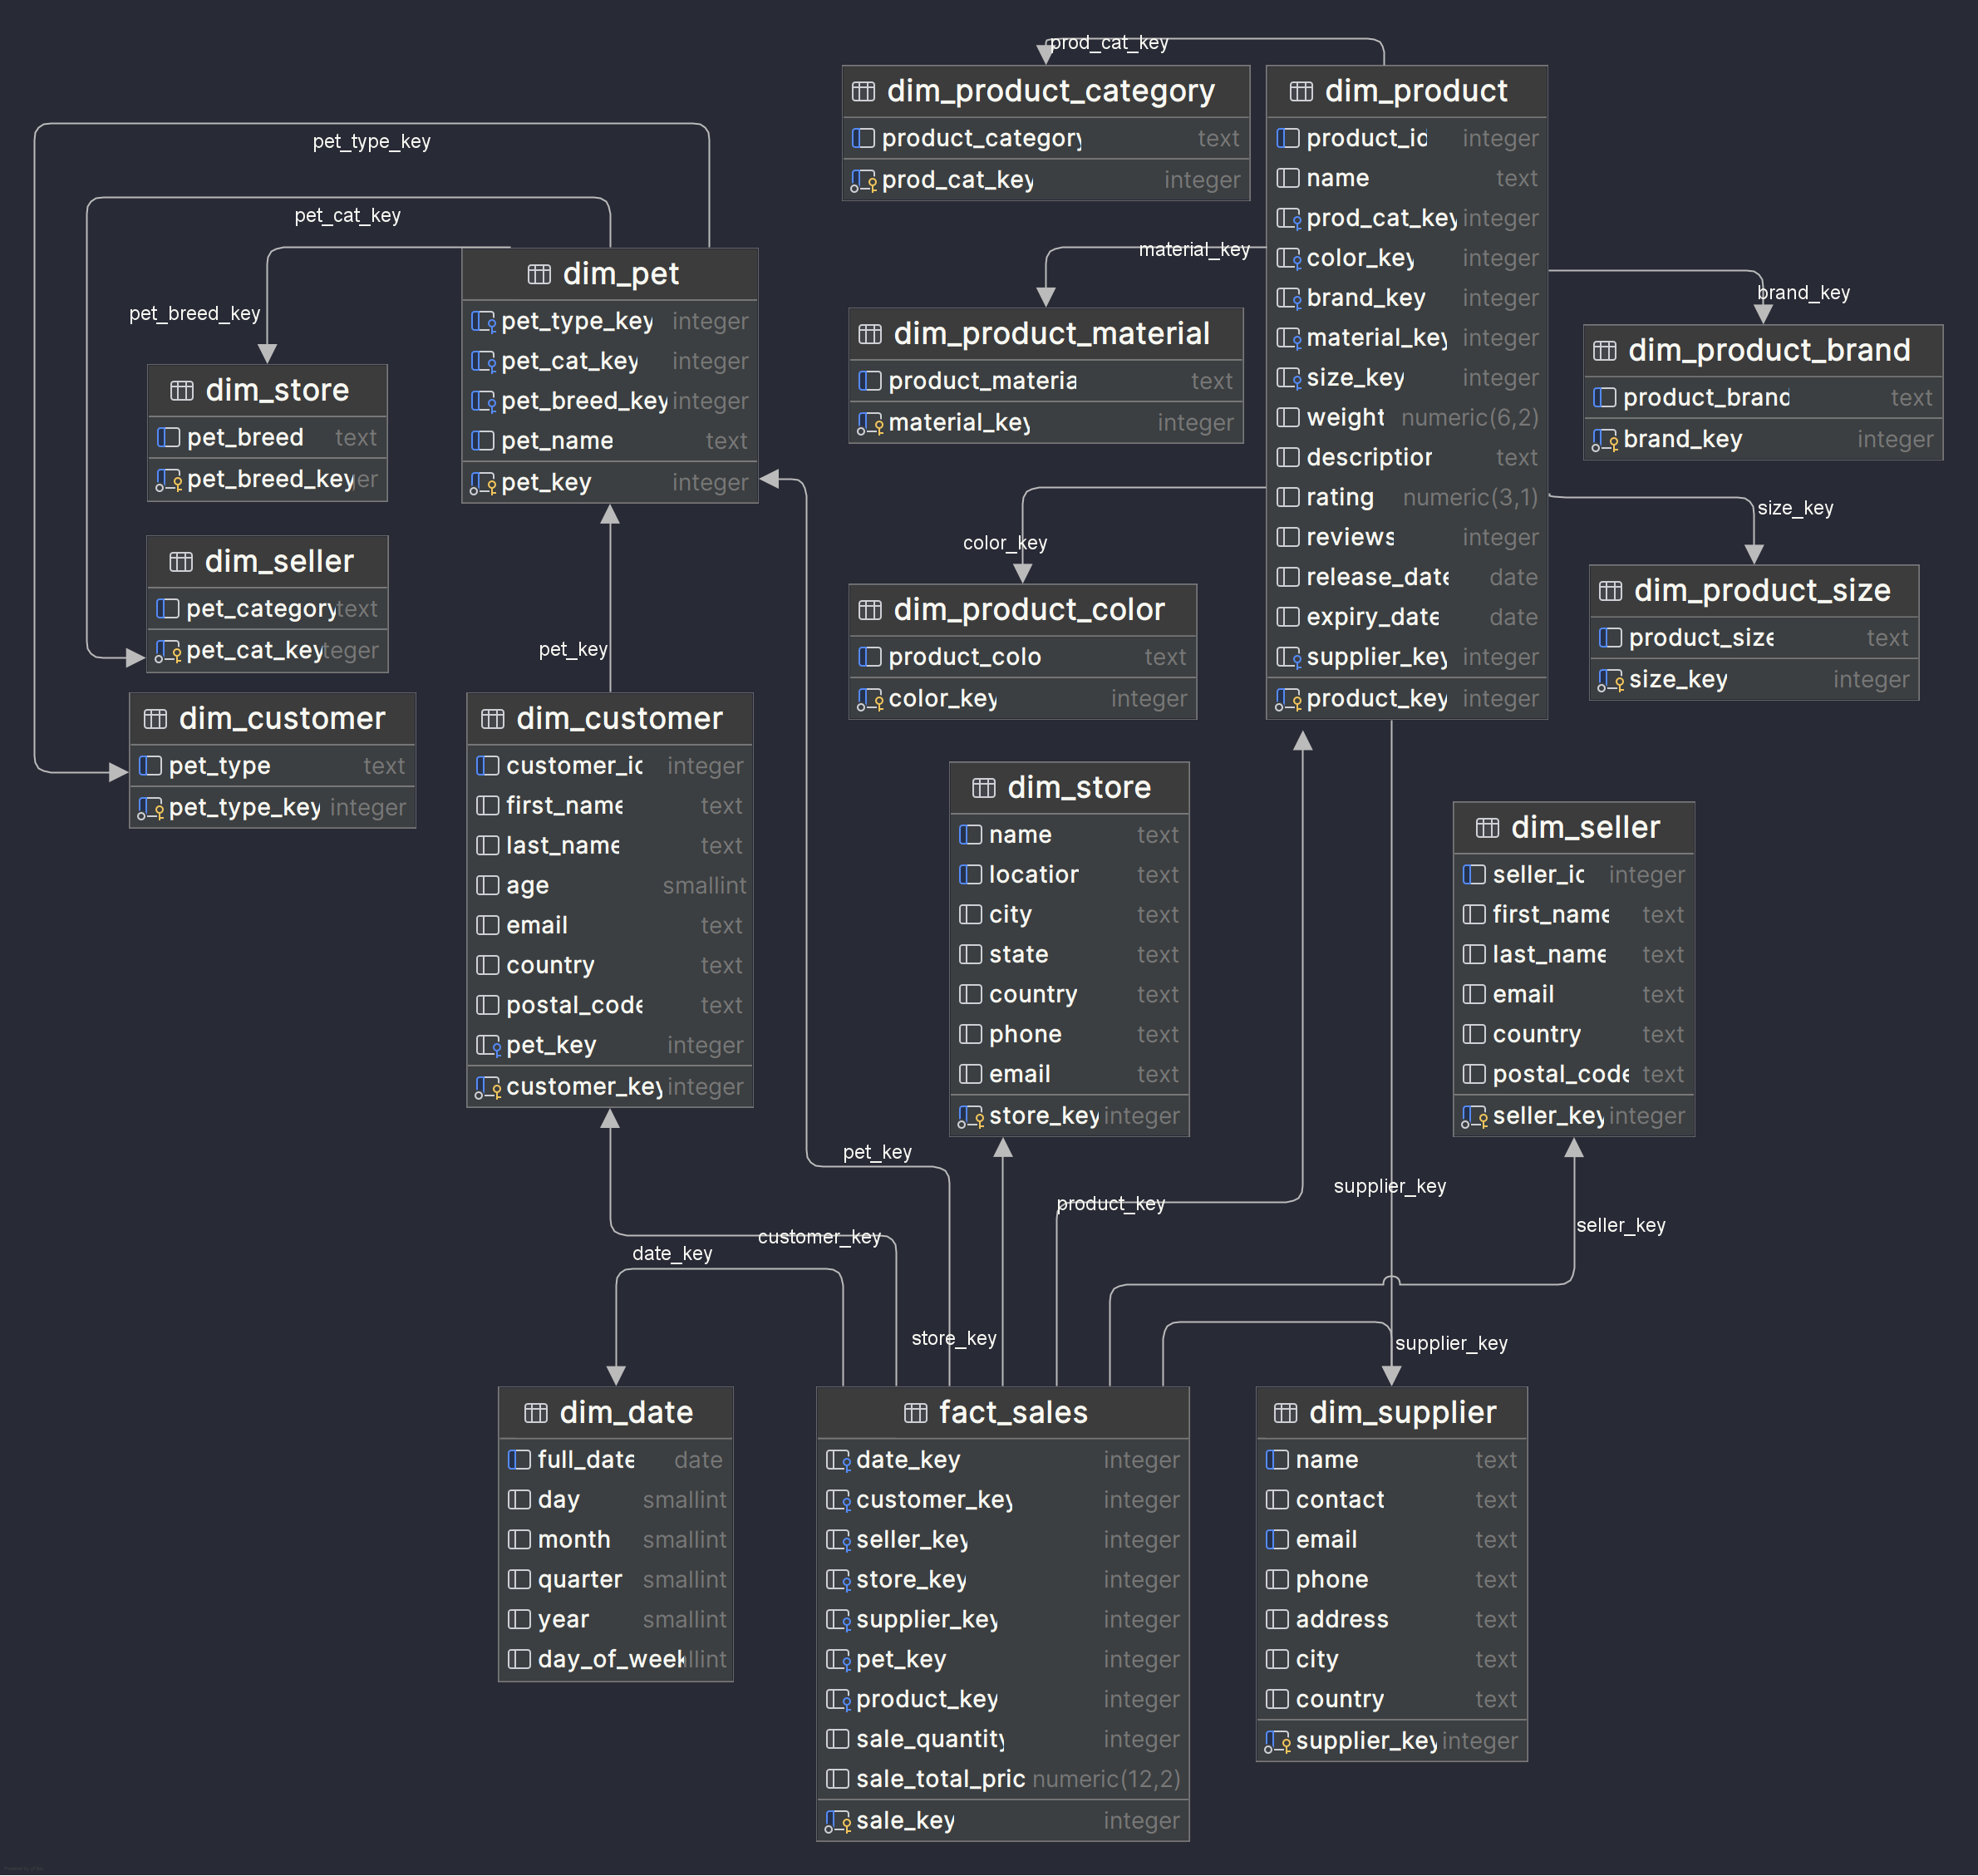 prod_cat_key
dim_product_category
product_category text
prod_cat_key integer
dim_product
product_id integer
name text
prod_cat_key integer
color_key integer
brand_key integer
material_key integer
size_key integer
weight numeric(6,2)
description text
rating numeric(3,1)
reviews integer
release_date date
expiry_date date
supplier_key integer
product_key integer
pet_type_key
pet_cat_key
pet_breed_key
dim_pet
pet_type_key integer
pet_cat_key integer
pet_breed_key integer
pet_name text
pet_key integer
material_key
dim_product_material
product_materia text
material_key integer
brand_key
dim_product_brand
product_brand text
brand_key integer
dim_store
pet_breed text
pet_breed_key er
size_key
dim_product_size
product_size text
size_key integer
color_key
dim_product_color
product_colo text
color_key integer
dim_seller
pet_category text
pet_cat_key teger
pet_key
dim_customer
pet_type text
pet_type_key integer
dim_customer
customer_id integer
first_name text
last_name text
age smallint
email text
country text
postal_code text
pet_key integer
customer_key integer
dim_store
name text
location text
city text
state text
country text
phone text
email text
store_key integer
dim_seller
seller_id integer
first_name text
last_name text
email text
country text
postal_code text
seller_key integer
pet_key
product_key
supplier_key
seller_key
customer_key
date_key
store_key
supplier_key
dim_date
full_date date
day smallint
month smallint
quarter smallint
year smallint
day_of_week llint
fact_sales
date_key integer
customer_key integer
seller_key integer
store_key integer
supplier_key integer
pet_key integer
product_key integer
sale_quantity integer
sale_total_pric numeric(12,2)
sale_key integer
dim_supplier
name text
contact text
email text
phone text
address text
city text
country text
supplier_key integer